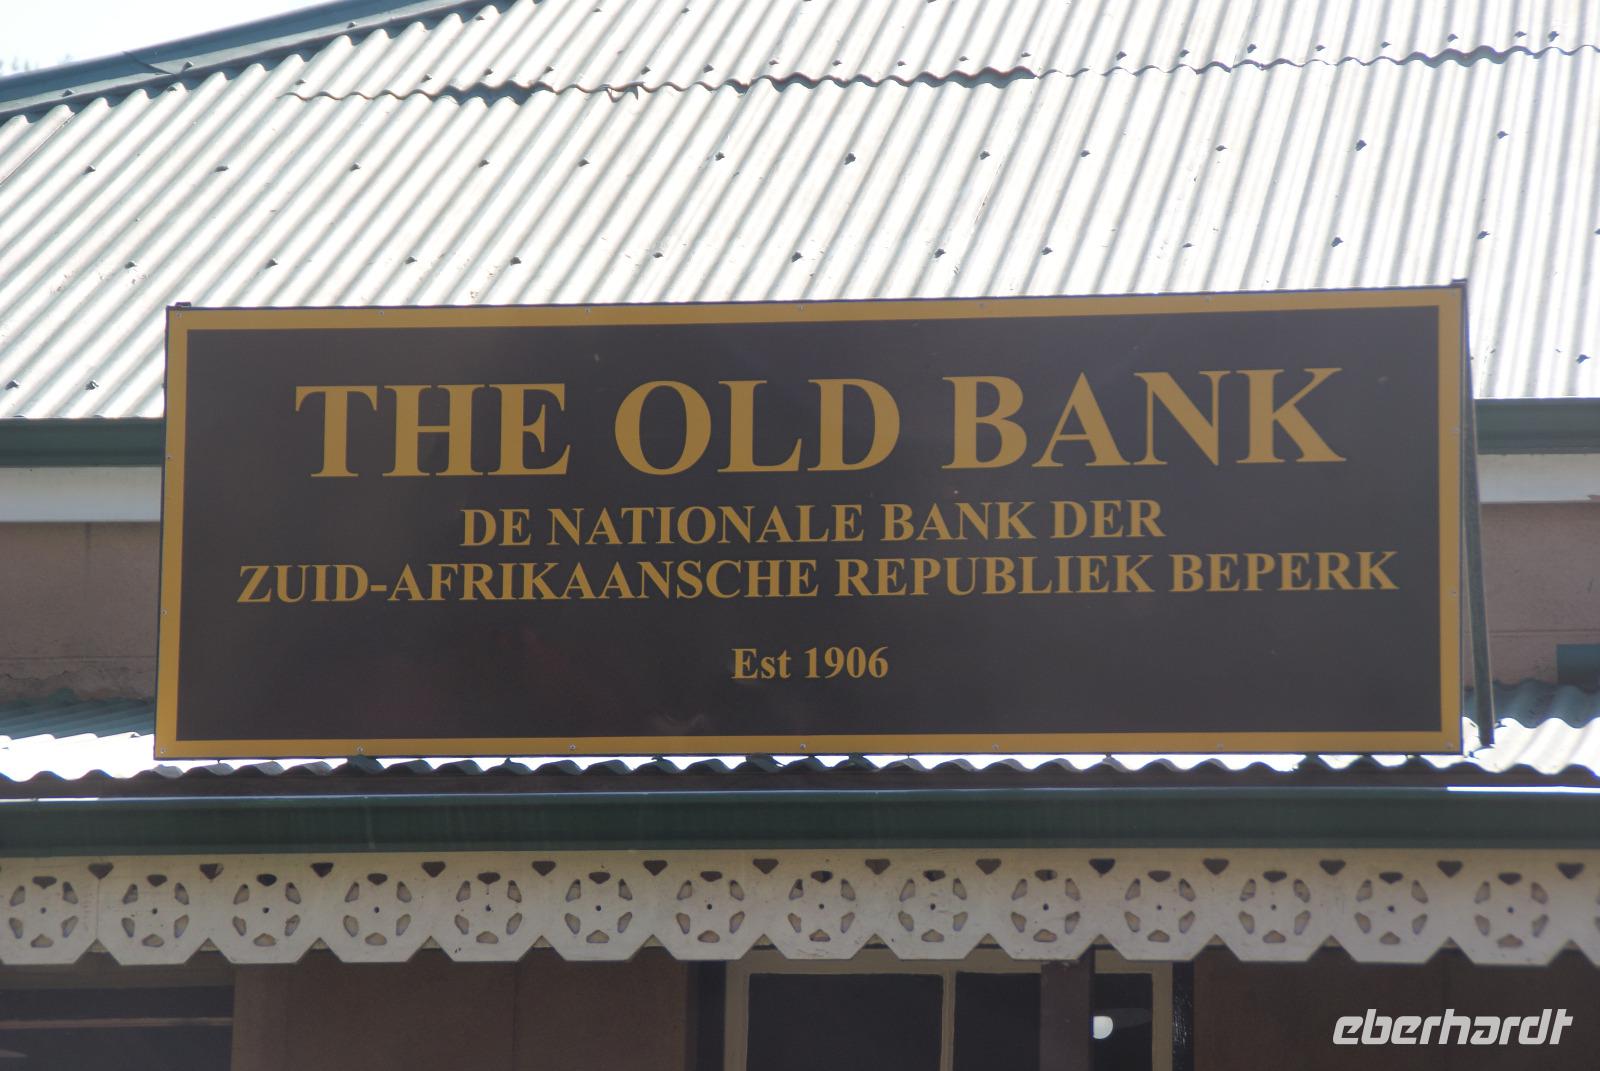 THE OLD BANK
DE NATIONALE BANK DER
ZUID-AFRIKAANSCHE REPUBLIEK BEPERK
Est 1906
eberhardt